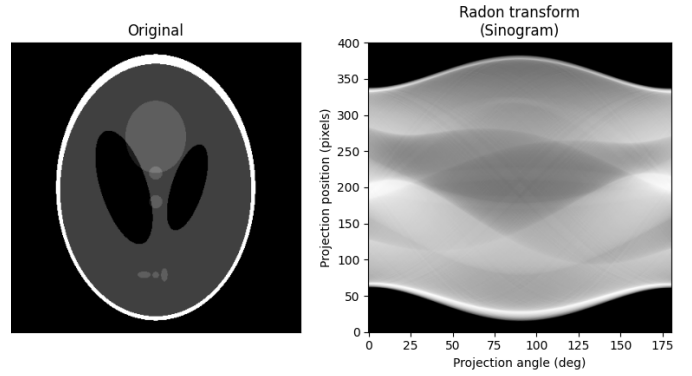 Original
Radon transform
(Sinogram)
400
350
300
250
200
150
100
50
0
Projection position (pixels)
0 25 50 75 100 125 150 175
Projection angle (deg)